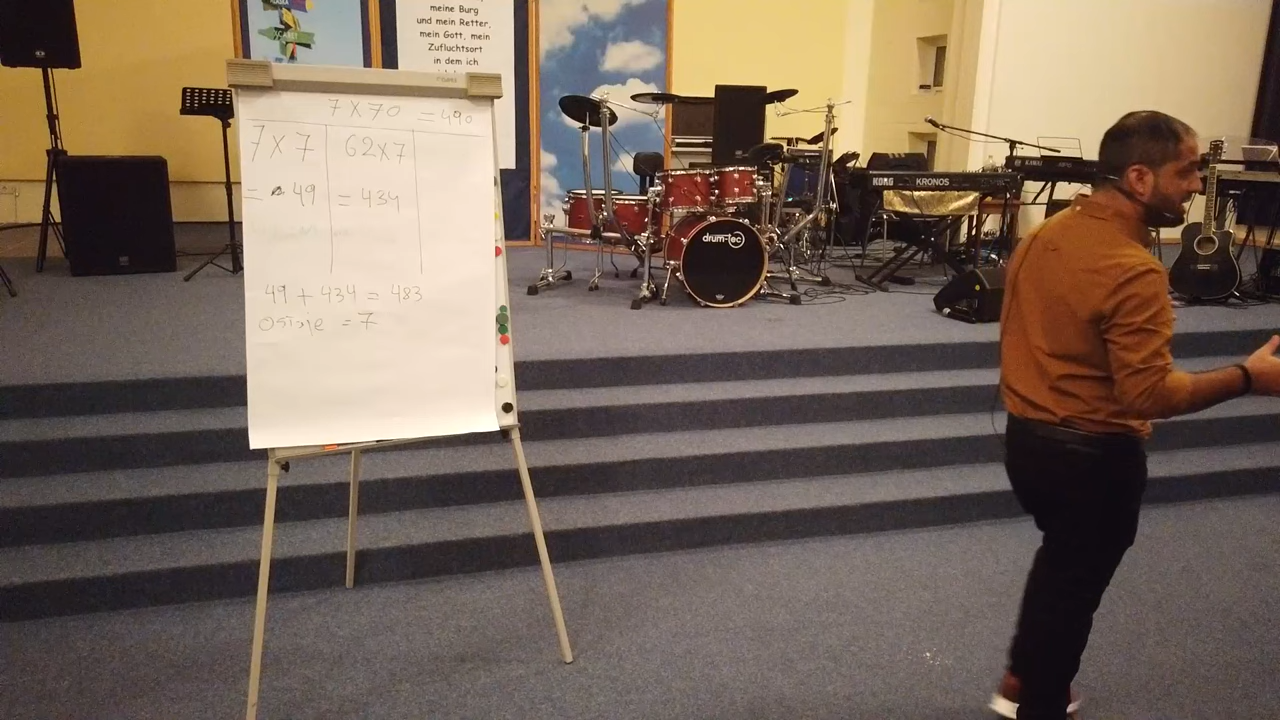 meine Burg
und mein Retter,
mein Gott, mein
Zufluchtsort
in dem ich
7 X 70 = 490
7 X 7
= 49
62 X 7
= 434
49 + 434 = 483
= 7
drum-tec
KORG KRONOS
KAWAI